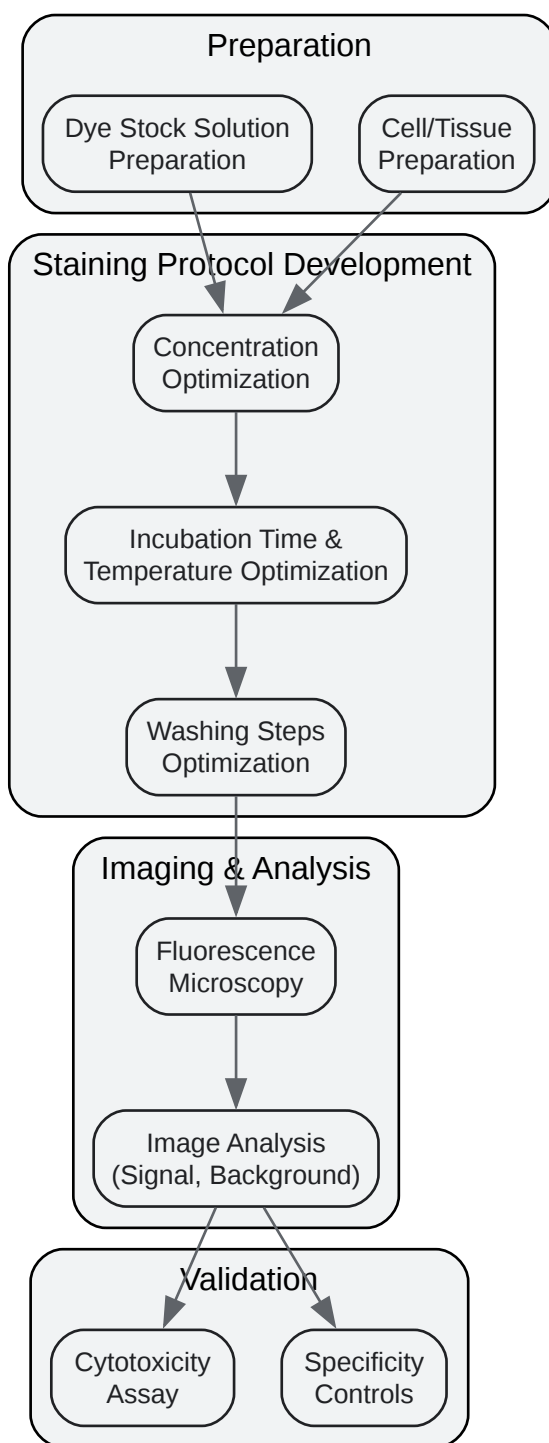 Preparation
Dye Stock Solution
Preparation
Cell/Tissue
Preparation
Staining Protocol Development
Concentration
Optimization
Incubation Time &
Temperature Optimization
Washing Steps
Optimization
Imaging & Analysis
Fluorescence
Microscopy
Image Analysis
(Signal, Background)
Validation
Cytotoxicity
Assay
Specificity
Controls